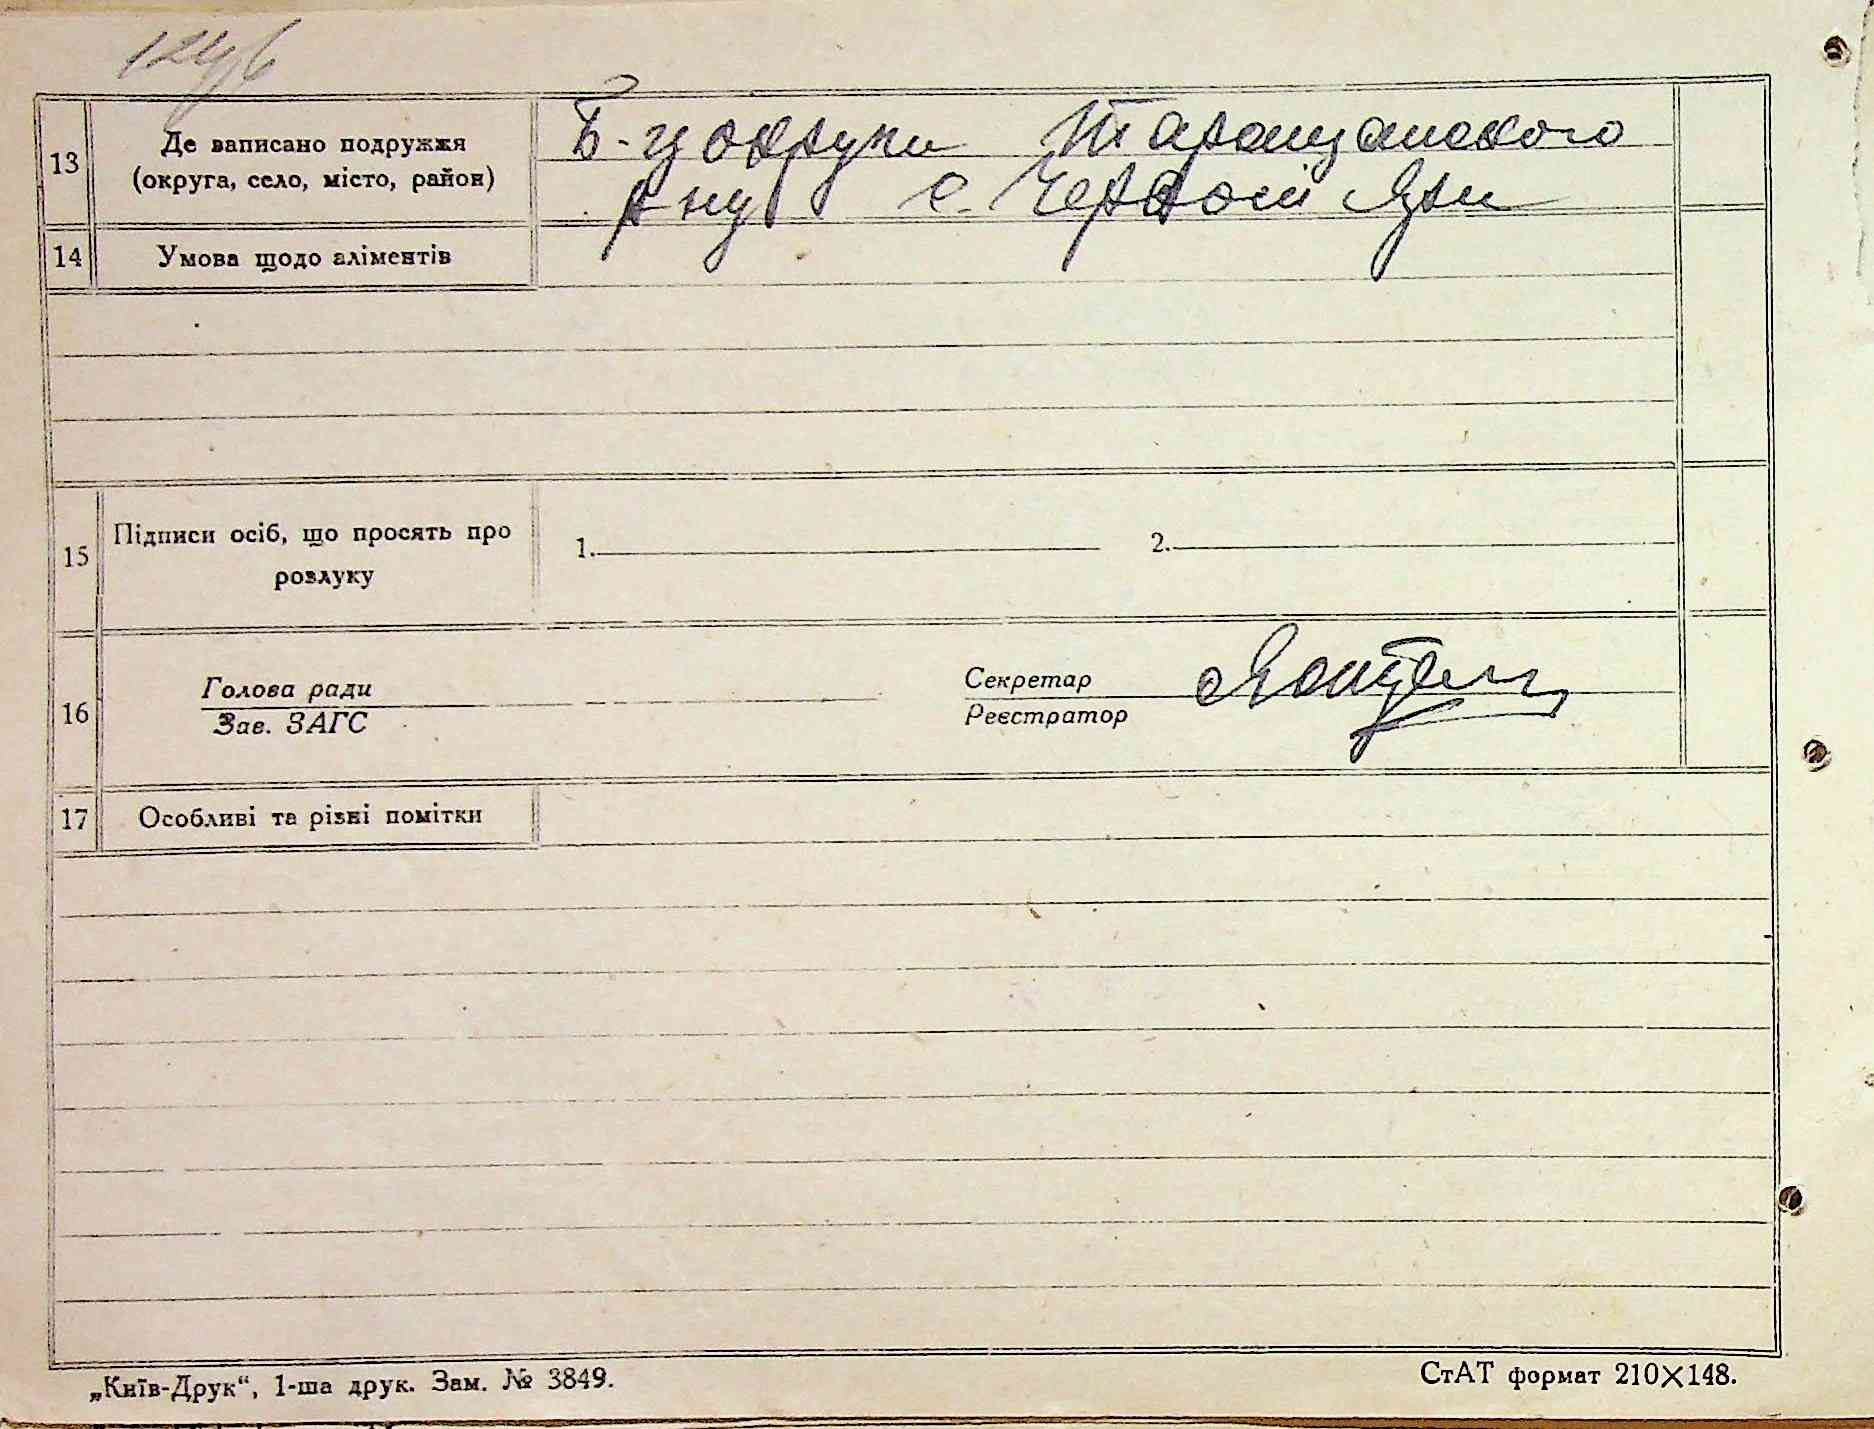 124/б
13
Де записано подружжя
(округа, село, місто, район)
Б-ц округи Таращанского
р-ну с. Червоні Яри
14
Умова щодо аліментів
15
Підписи осіб, що просять про
розлуку
1.
2.
16
Голова ради
Зав. ЗАГС
Секретар
Реєстратор
17
Особливі та різні помітки
„Київ-Друк“, 1-ша друк. Зам. № 3849.
СтАТ формат 210×148.